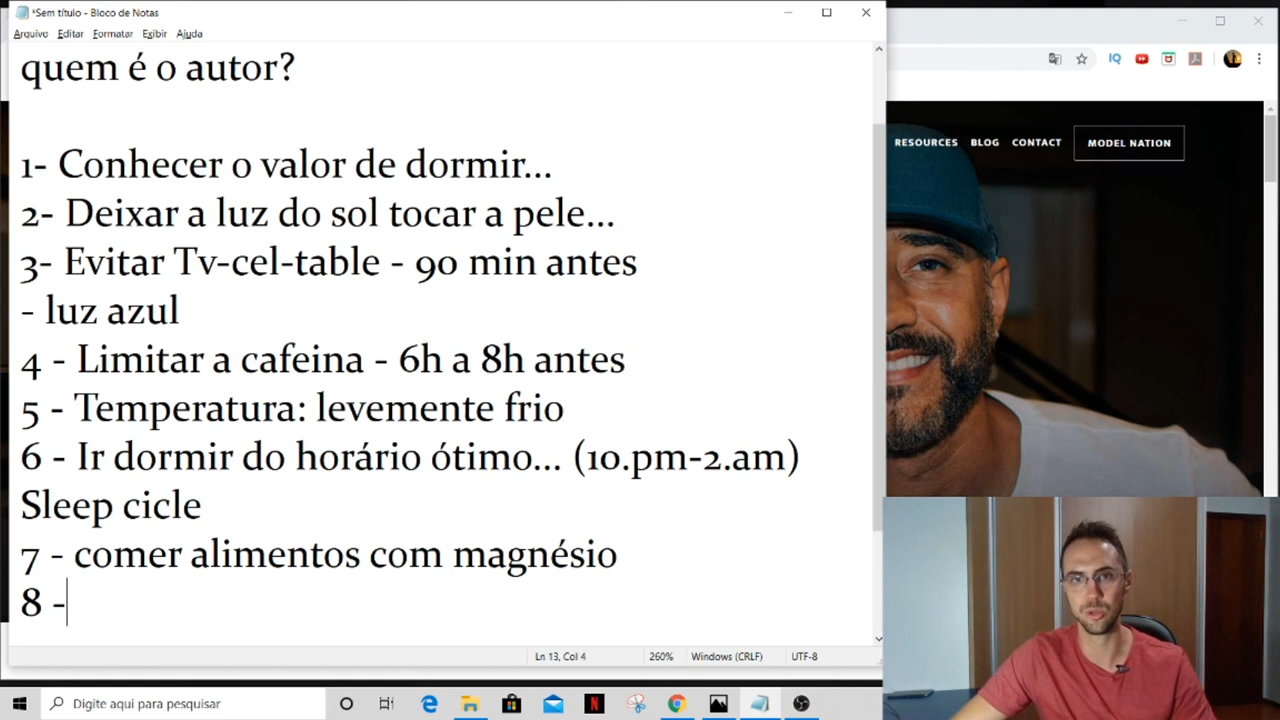 *Sem título - Bloco de Notas
Arquivo Editar Formatar Exibir Ajuda
quem é o autor?
1- Conhecer o valor de dormir...
2- Deixar a luz do sol tocar a pele...
3- Evitar Tv-cel-table - 90 min antes
- luz azul
4 - Limitar a cafeina - 6h a 8h antes
5 - Temperatura: levemente frio
6 - Ir dormir do horário ótimo... (10.pm-2.am)
Sleep cicle
7 - comer alimentos com magnésio
8 -
Ln 13, Col 4 260% Windows (CRLF) UTF-8
IQ
RESOURCES BLOG CONTACT MODEL NATION
Digite aqui para pesquisar
N